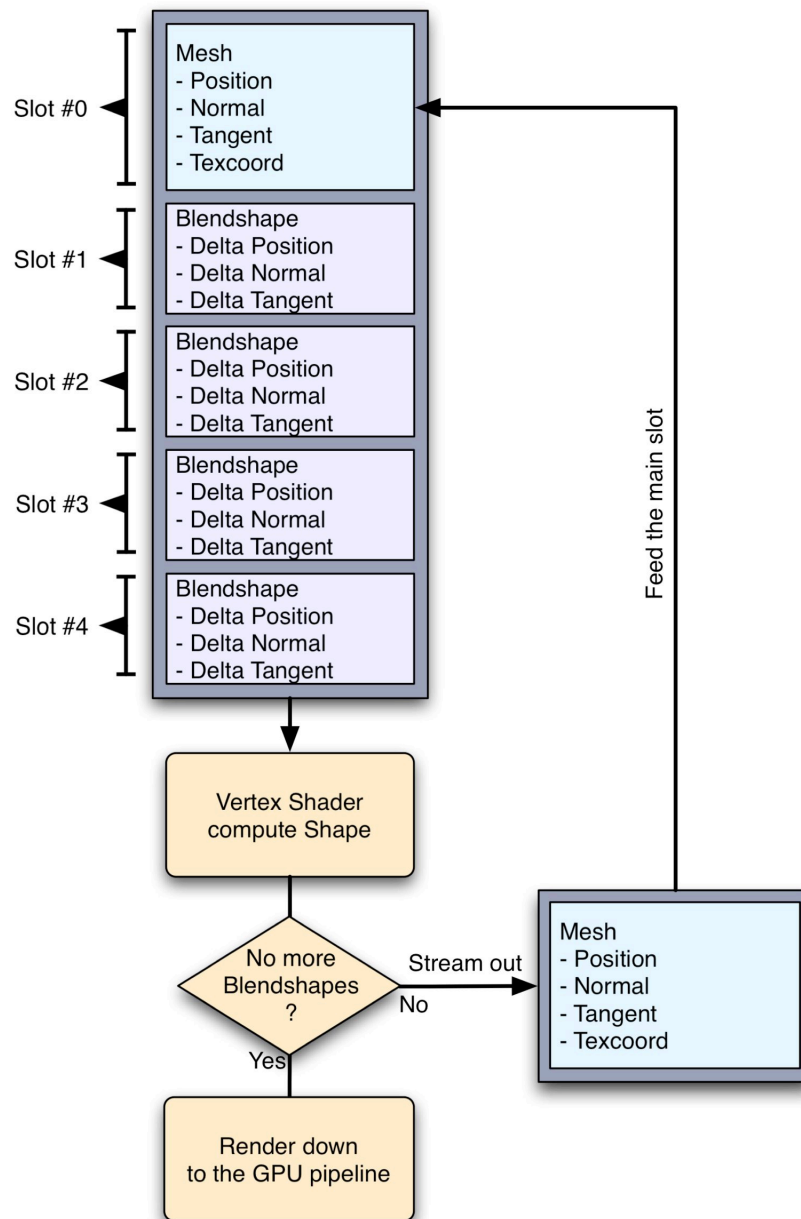 Slot #0
Mesh
- Position
- Normal
- Tangent
- Texcoord
Slot #1
Blendshape
- Delta Position
- Delta Normal
- Delta Tangent
Slot #2
Blendshape
- Delta Position
- Delta Normal
- Delta Tangent
Slot #3
Blendshape
- Delta Position
- Delta Normal
- Delta Tangent
Slot #4
Blendshape
- Delta Position
- Delta Normal
- Delta Tangent
Feed the main slot
Vertex Shader
compute Shape
No more
Blendshapes
?
Stream out
No
Yes
Mesh
- Position
- Normal
- Tangent
- Texcoord
Render down
to the GPU pipeline